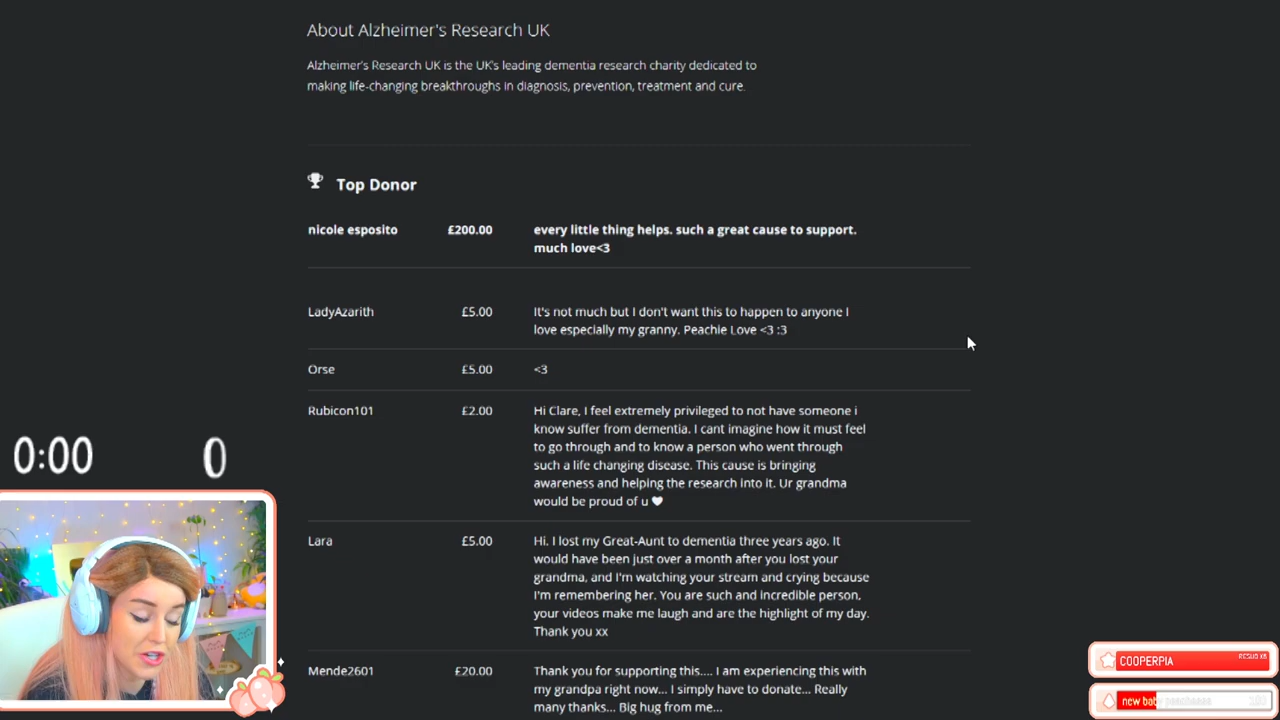 About Alzheimer's Research UK
Alzheimer's Research UK is the UK's leading dementia research charity dedicated to
making life-changing breakthroughs in diagnosis, prevention, treatment and cure.
Top Donor
nicole esposito £200.00 every little thing helps. such a great cause to support.
much love<3
LadyAzarith £5.00 It's not much but I don't want this to happen to anyone I
love especially my granny. Peachie Love <3 :3
Orse £5.00 <3
Rubicon101 £2.00 Hi Clare, I feel extremely privileged to not have someone i
know suffer from dementia. I cant imagine how it must feel
to go through and to know a person who went through
such a life changing disease. This cause is bringing
awareness and helping the research into it. Ur grandma
would be proud of u ♥
Lara £5.00 Hi. I lost my Great-Aunt to dementia three years ago. It
would have been just over a month after you lost your
grandma, and I'm watching your stream and crying because
I'm remembering her. You are such and incredible person,
your videos make me laugh and are the highlight of my day.
Thank you xx
Mende2601 £20.00 Thank you for supporting this.... I am experiencing this with
my grandpa right now... I simply have to donate... Really
many thanks... Big hug from me...
0:00 0
COOPERPIA
new baby